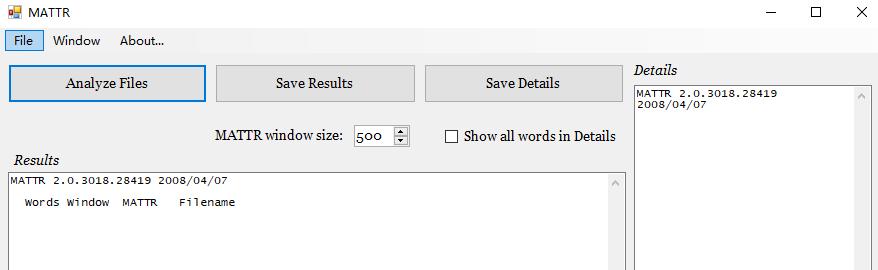 MATTR
File Window About...
Analyze Files Save Results Save Details
MATTR window size: 500 Show all words in Details
Results
MATTR 2.0.3018.28419 2008/04/07
Words Window MATTR Filename
Details
MATTR 2.0.3018.28419
2008/04/07